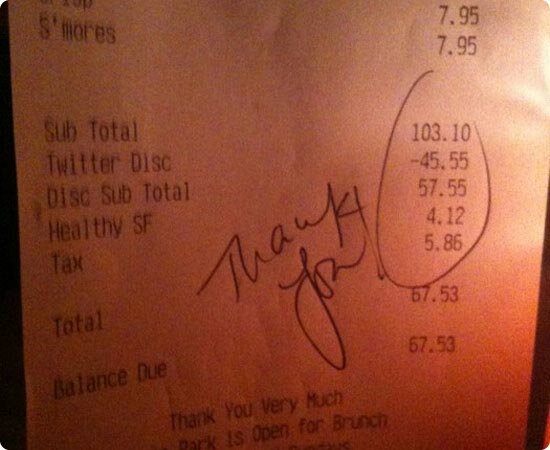 7.95
S'mores 7.95
Sub Total 103.10
Twitter Disc -45.55
Disc Sub Total 57.55
Healthy SF 4.12
Tax 5.86
Thank
You
Total 67.53
Balance Due 67.53
Thank You Very Much
Park is Open for Brunch